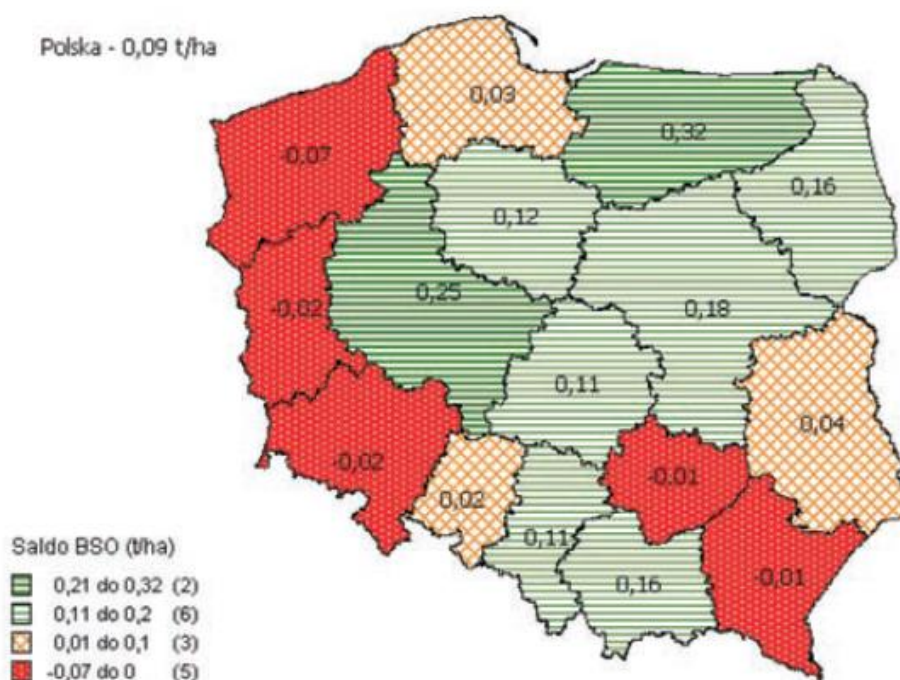 Polska - 0,09 t/ha
0,03
0,32
-0,07
0,16
0,12
0,25
-0,02
0,18
0,11
0,04
-0,02
-0,01
0,02
0,11
0,16
-0,01
Saldo BSO (t/ha)
0,21 do 0,32 (2)
0,11 do 0,2 (6)
0,01 do 0,1 (3)
-0,07 do 0 (5)